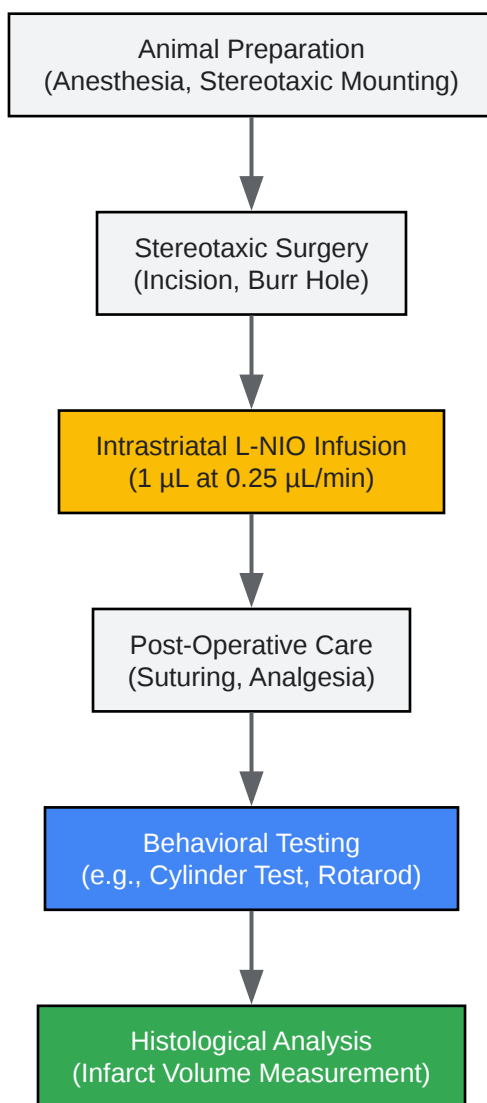 Animal Preparation
(Anesthesia, Stereotaxic Mounting)
Stereotaxic Surgery
(Incision, Burr Hole)
Intrastriatal L-NIO Infusion
(1 µL at 0.25 µL/min)
Post-Operative Care
(Suturing, Analgesia)
Behavioral Testing
(e.g., Cylinder Test, Rotarod)
Histological Analysis
(Infarct Volume Measurement)